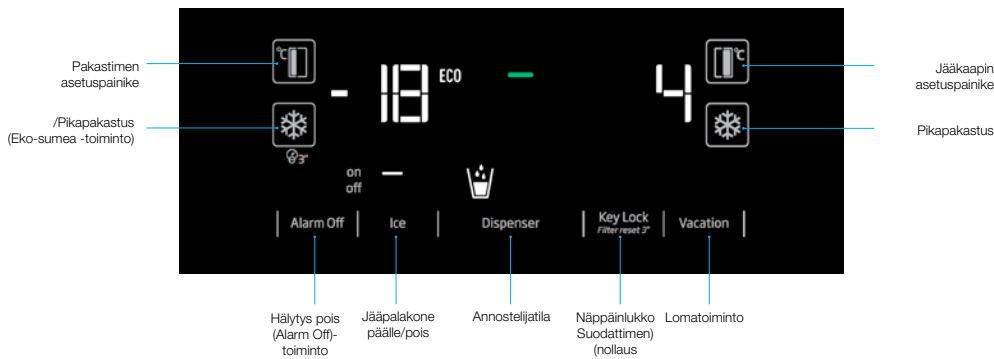 Pakastimen
asetuspainike
/Pikapakastus
(Eko-sumea -toiminto)
°C
- 18 ECO
4
°C
3"
on
off
Alarm Off
Ice
Dispenser
Key Lock
Filter reset 3"
Vacation
Jääkaapin
asetuspainike
Pikapakastus
Hälytys pois
(Alarm Off)-
toiminto
Jääpalakone
päälle/pois
Annostelijatila
Näppäinlukko
Suodattimen)
(nollaus
Lomatoiminto